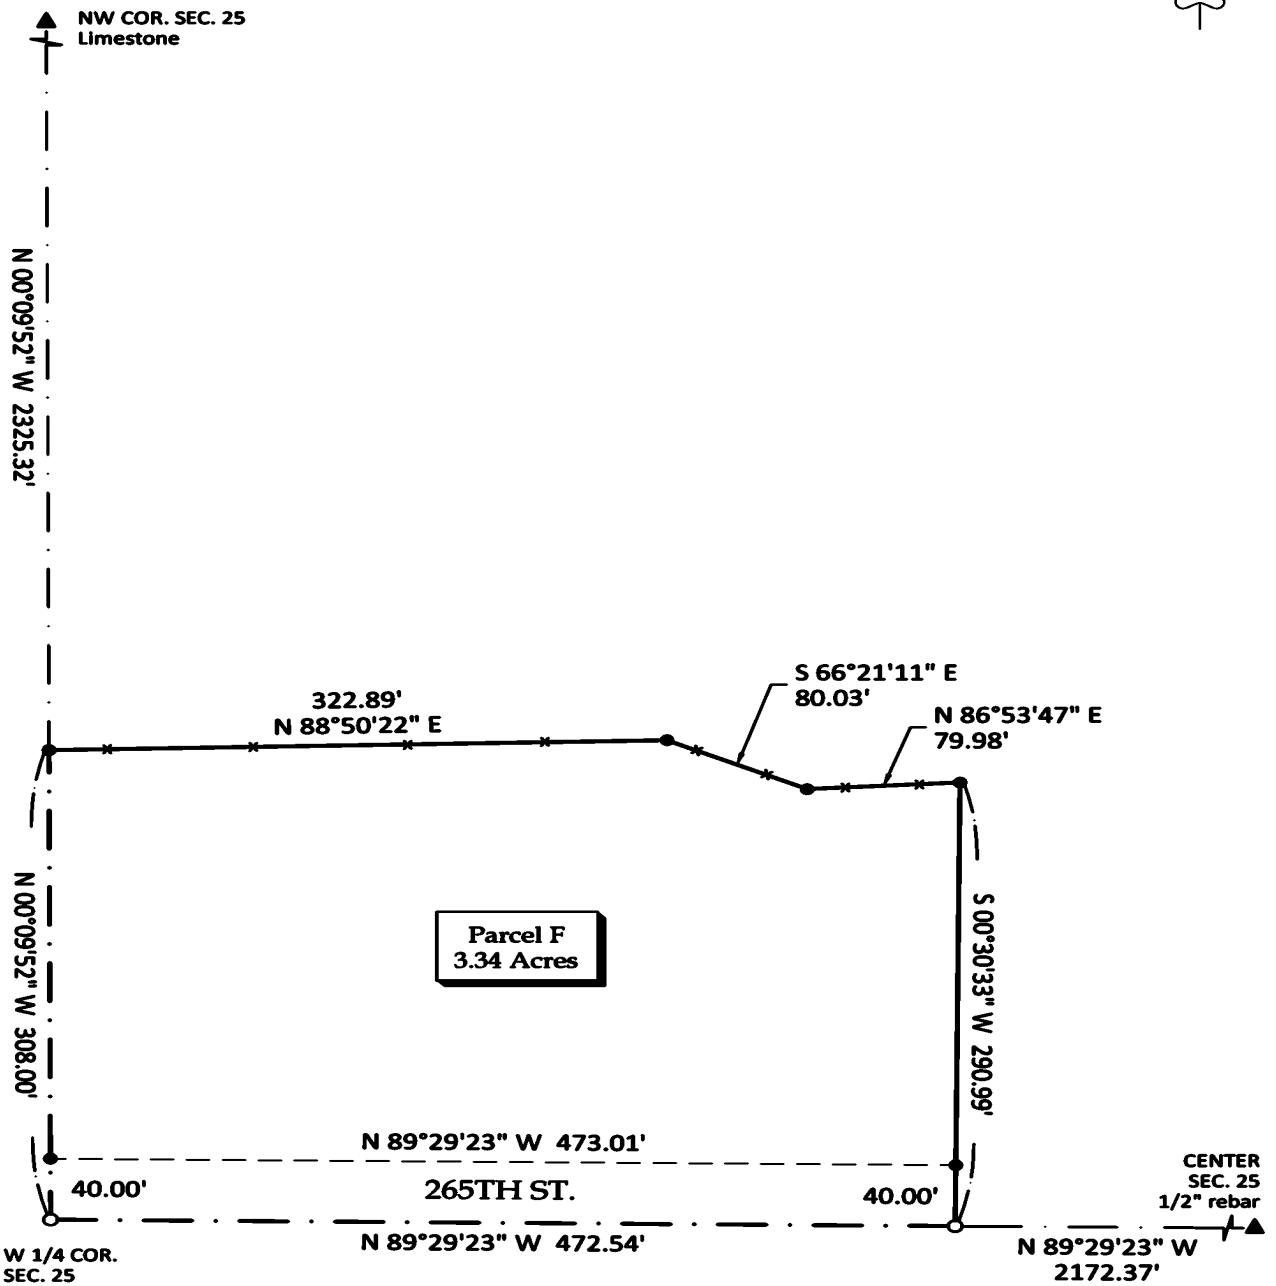 NW COR. SEC. 25
Limestone
N 00°09'52" W 2325.32'
S 66°21'11" E
80.03'
322.89'
N 88°50'22" E
N 86°53'47" E
79.98'
N 00°09'52" W 308.00'
Parcel F
3.34 Acres
S 00°30'33" W 290.99'
N 89°29'23" W 473.01'
40.00'
265TH ST.
40.00'
CENTER
SEC. 25
1/2" rebar
N 89°29'23" W 472.54'
N 89°29'23" W
2172.37'
W 1/4 COR.
SEC. 25